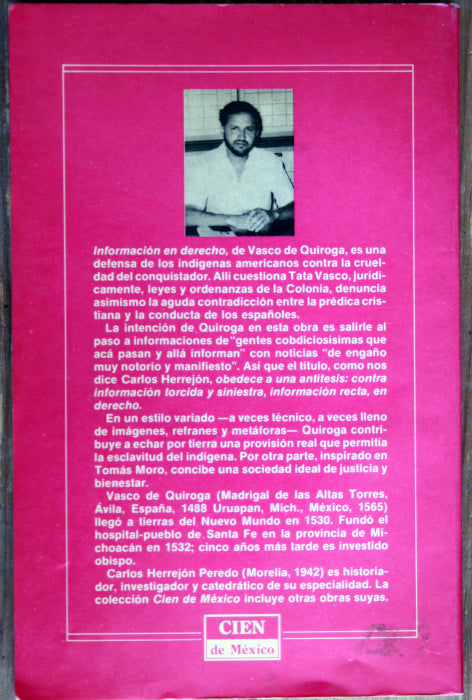 Información en derecho, de Vasco de Quiroga, es una
defensa de los indígenas americanos contra la cruel-
dad del conquistador. Allí cuestiona Tata Vasco, jurídi-
camente, leyes y ordenanzas de la Colonia, denuncia
asimismo la aguda contradicción entre la prédica cris-
tiana y la conducta de los españoles.
La intención de Quiroga en esta obra es salirle al
paso a informaciones de "gentes cobdiciosísimas que
acá pasan y allá informan" con noticias "de engaño
muy notorio y manifiesto". Así que el título, como nos
dice Carlos Herrejón, obedece a una antítesis: contra
información torcida y siniestra, información recta, en
derecho.
En un estilo variado —a veces técnico, a veces lleno
de imágenes, refranes y metáforas— Quiroga contri-
buye a echar por tierra una provisión real que permitía
la esclavitud del indígena. Por otra parte, inspirado en
Tomás Moro, concibe una sociedad ideal de justicia y
bienestar.
Vasco de Quiroga (Madrigal de las Altas Torres,
Ávila, España, 1488 Uruapan, Mich., México, 1565)
llegó a tierras del Nuevo Mundo en 1530. Fundó el
hospital-pueblo de Santa Fe en la provincia de Mi-
choacán en 1532; cinco años más tarde es investido
obispo.
Carlos Herrejón Peredo (Morelia, 1942) es historia-
dor, investigador y catedrático de su especialidad. La
colección Cien de México incluye otras obras suyas.
CIEN
de México